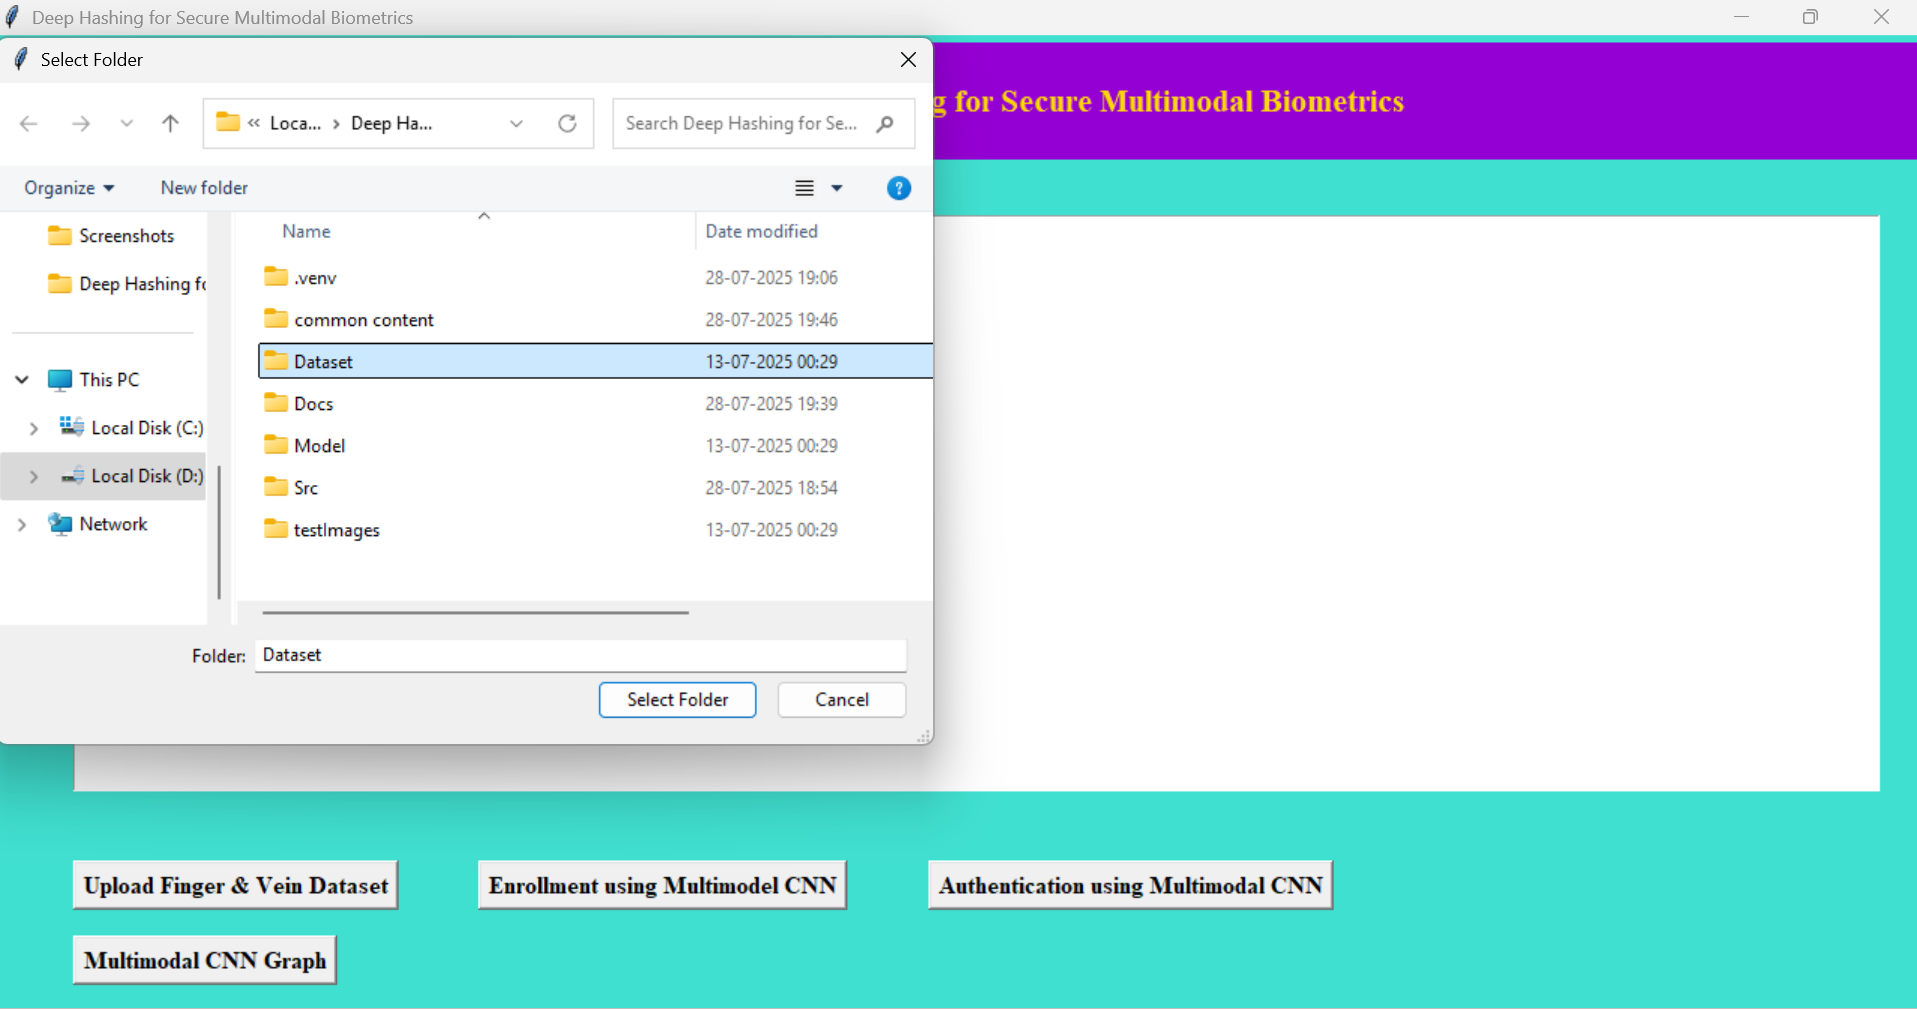 Deep Hashing for Secure Multimodal Biometrics
Select Folder
g for Secure Multimodal Biometrics
« Loca... › Deep Ha...
Search Deep Hashing for Se...
Organize
New folder
Name Date modified
Screenshots
Deep Hashing fo
This PC
Local Disk (C:)
Local Disk (D:)
Network
.venv 28-07-2025 19:06
common content 28-07-2025 19:46
Dataset 13-07-2025 00:29
Docs 28-07-2025 19:39
Model 13-07-2025 00:29
Src 28-07-2025 18:54
testImages 13-07-2025 00:29
Folder: Dataset
Select Folder
Cancel
Upload Finger & Vein Dataset
Enrollment using Multimodel CNN
Authentication using Multimodal CNN
Multimodal CNN Graph